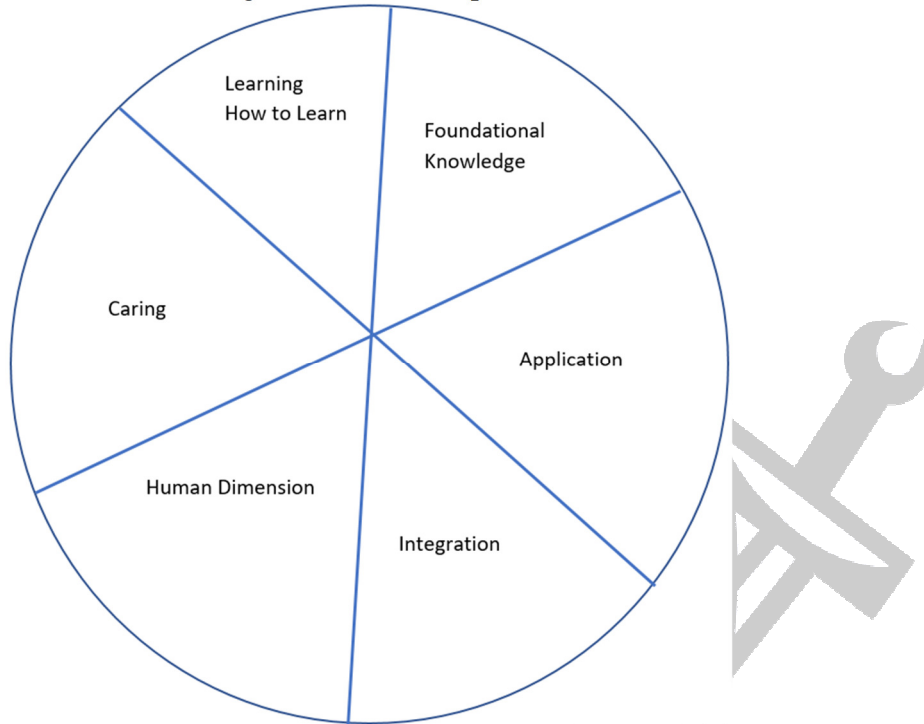 Learning
How to Learn
Foundational
Knowledge
Caring
Application
Human Dimension
Integration